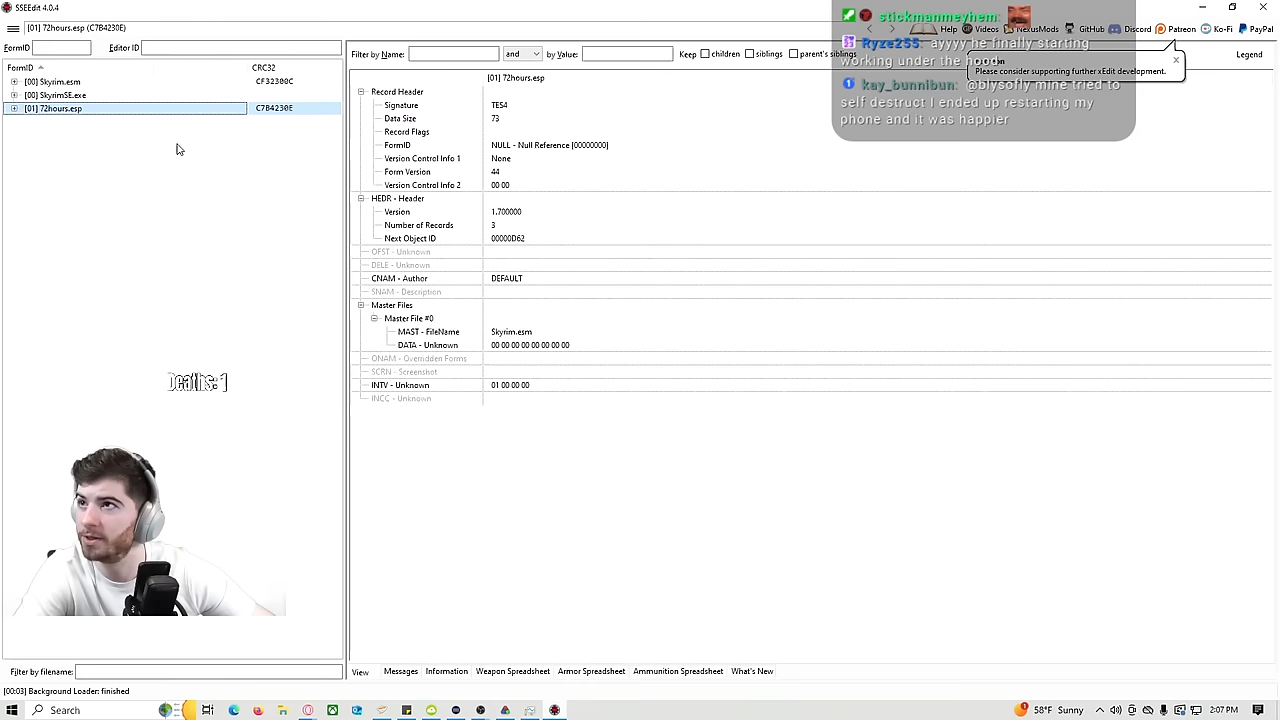 SSEEdit 4.0.4
[01] 72hours.esp (C7B4230E)
Help
Videos
NexusMods
GitHub
Discord
Patreon
Ko-Fi
PayPal
FormID
Editor ID
Filter by Name:
and
by Value:
Keep
children
siblings
parent's siblings
Legend
stickmanmeyhem:
Ryze255: ayyyy he finally starting
working under the hood
kay_bunnibun: @blysofly mine tried to
self destruct I ended up restarting my
phone and it was happier
Please consider supporting further xEdit development.
FormID
CRC32
[00] Skyrim.esm
CF32300C
[00] SkyrimSE.exe
[01] 72hours.esp
C7B4230E
[01] 72hours.esp
Record Header
Signature
TES4
Data Size
73
Record Flags
FormID
NULL - Null Reference [00000000]
Version Control Info 1
None
Form Version
44
Version Control Info 2
00 00
HEDR - Header
Version
1.700000
Number of Records
3
Next Object ID
00000D62
OFST - Unknown
DELE - Unknown
CNAM - Author
DEFAULT
SNAM - Description
Master Files
Master File #0
MAST - FileName
Skyrim.esm
DATA - Unknown
00 00 00 00 00 00 00 00
ONAM - Overridden Forms
SCRN - Screenshot
INTV - Unknown
01 00 00 00
INCC - Unknown
Deaths: 1
Filter by filename:
View
Messages
Information
Weapon Spreadsheet
Armor Spreadsheet
Ammunition Spreadsheet
What's New
[00:03] Background Loader: finished
Search
58°F Sunny
2:07 PM